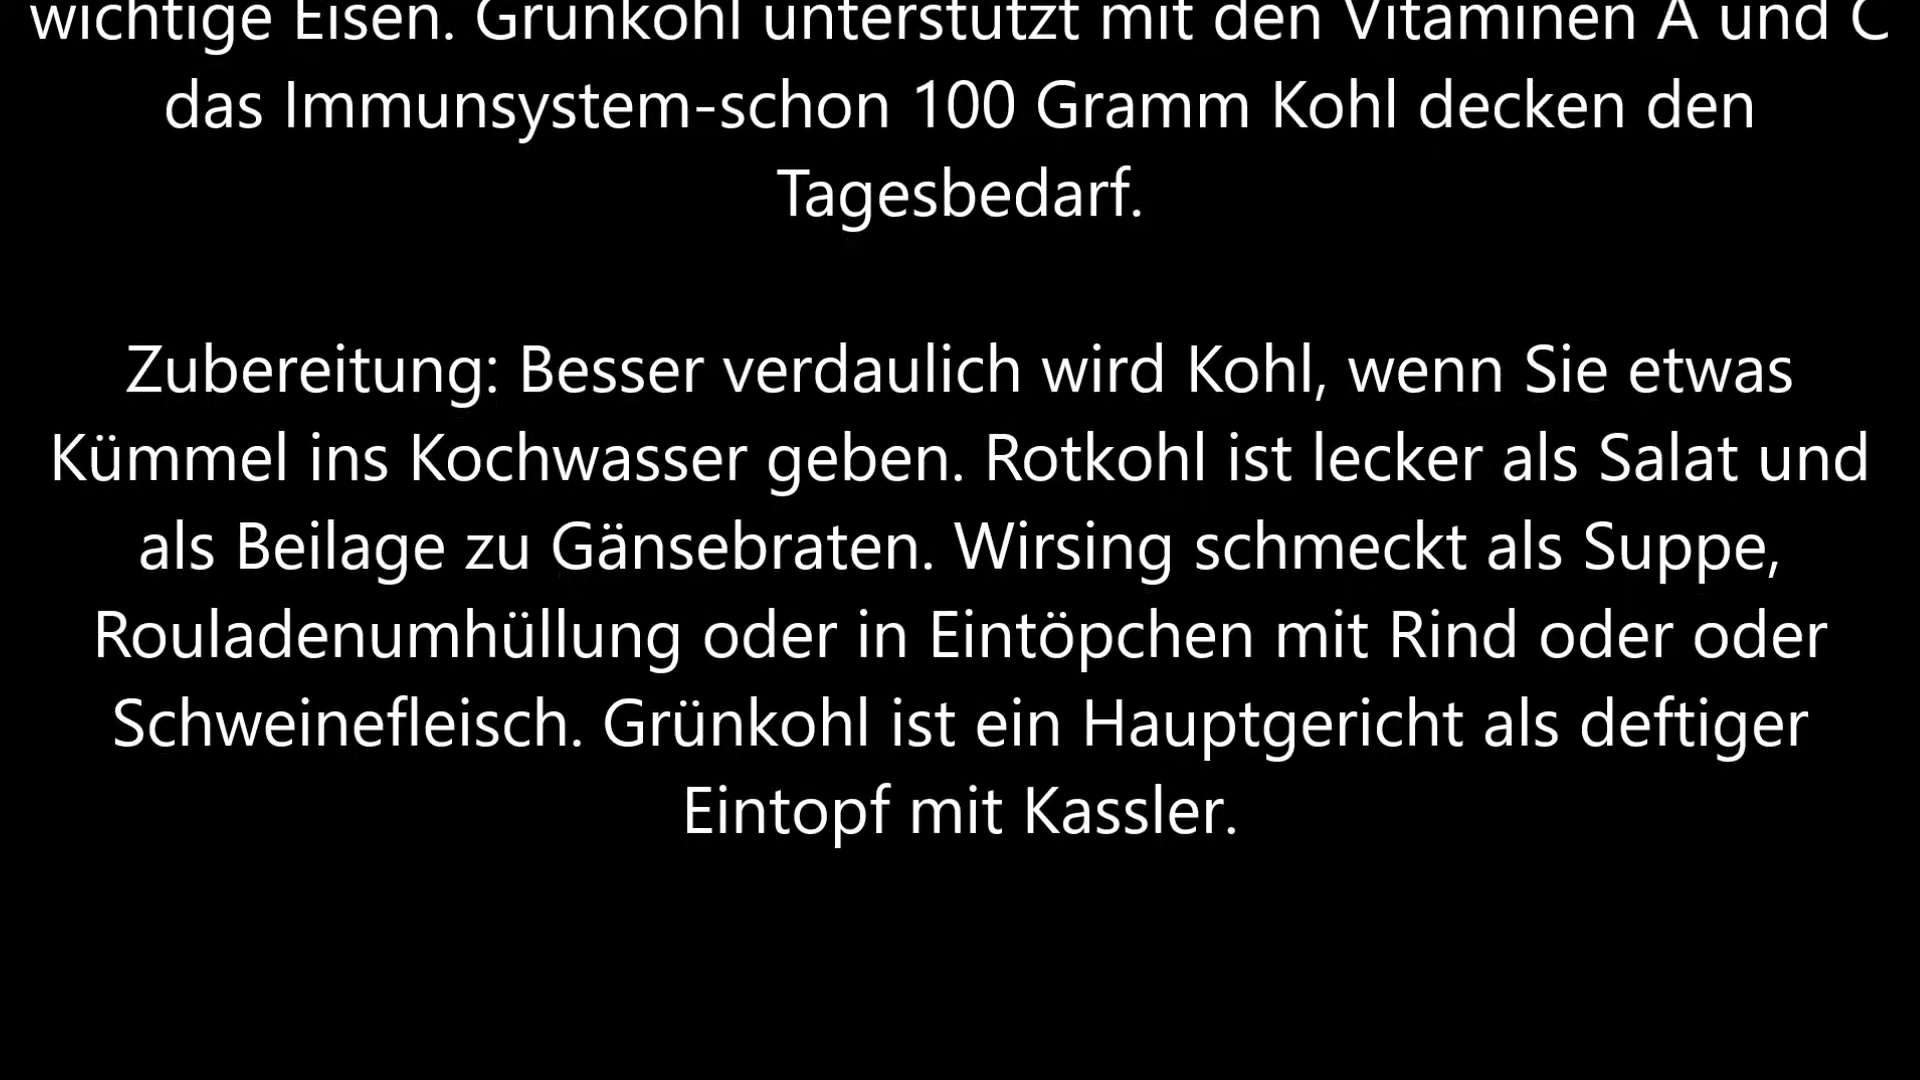 wichtige Eisen. Grünkohl unterstützt mit den Vitaminen A und C
das Immunsystem-schon 100 Gramm Kohl decken den
Tagesbedarf.
Zubereitung: Besser verdaulich wird Kohl, wenn Sie etwas
Kümmel ins Kochwasser geben. Rotkohl ist lecker als Salat und
als Beilage zu Gänsebraten. Wirsing schmeckt als Suppe,
Rouladenumhüllung oder in Eintöpchen mit Rind oder oder
Schweinefleisch. Grünkohl ist ein Hauptgericht als deftiger
Eintopf mit Kassler.